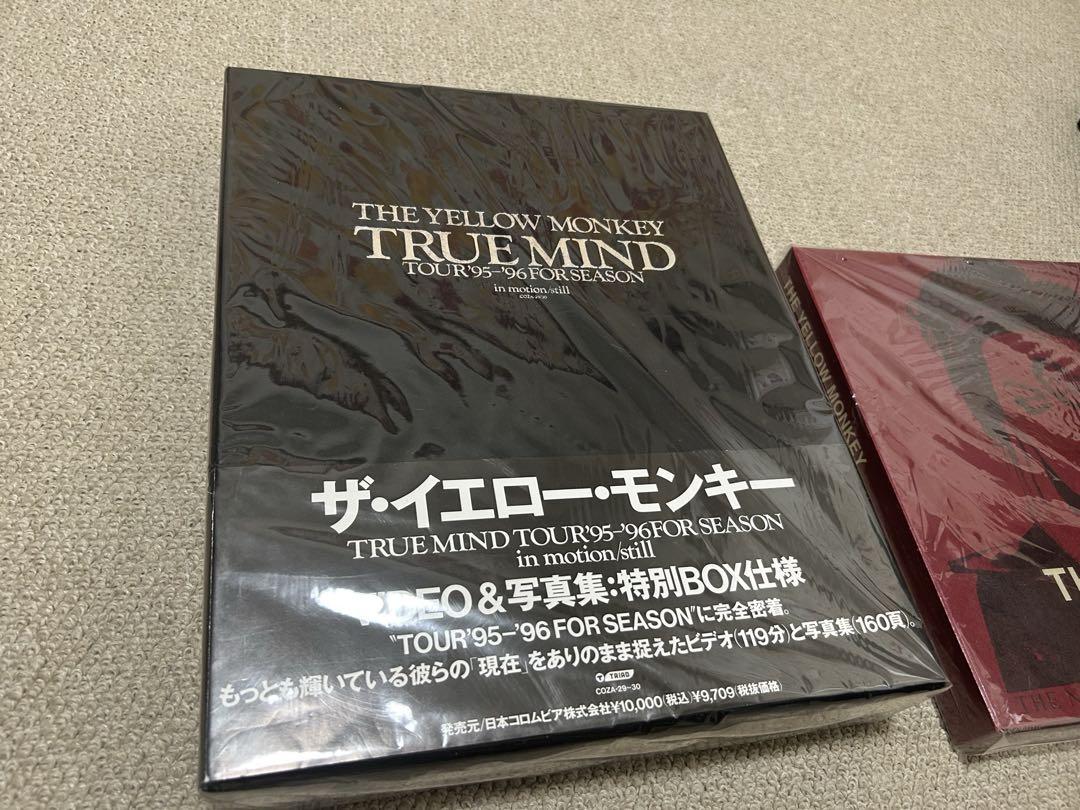 THE YELLOW MONKEY
TRUE MIND
TOUR'95-'96 FOR SEASON
in motion/still
COZA-29/30
ザ・イエロー・モンキー
TRUE MIND TOUR'95-'96 FOR SEASON
in motion/still
VIDEO&写真集:特別BOX仕様
"TOUR'95-'96 FOR SEASON"に完全密着。
もっとも輝いている彼らの「現在」をありのまま捉えたビデオ(119分)と写真集(160頁)。
TRIAD
COZA-29-30
発売元/日本コロムビア株式会社¥10,000(税込)¥9,709(税抜価格)
THE YELLOW MONKEY